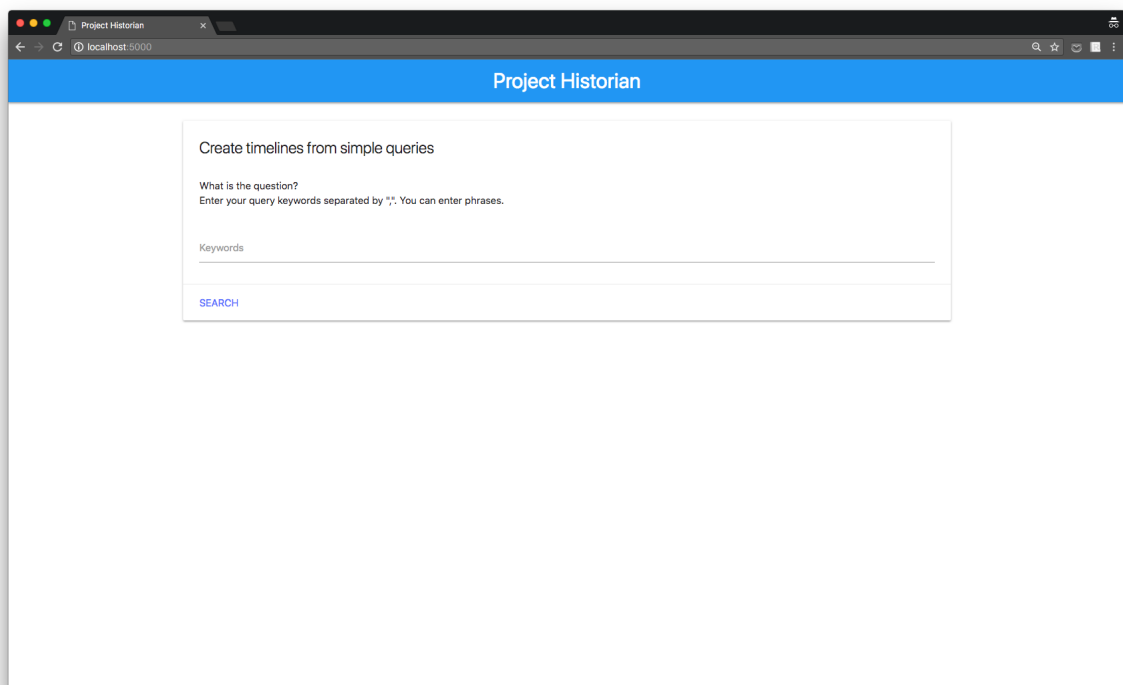 Project Historian
localhost:5000
Project Historian
Create timelines from simple queries
What is the question?
Enter your query keywords separated by ",". You can enter phrases.
Keywords
SEARCH